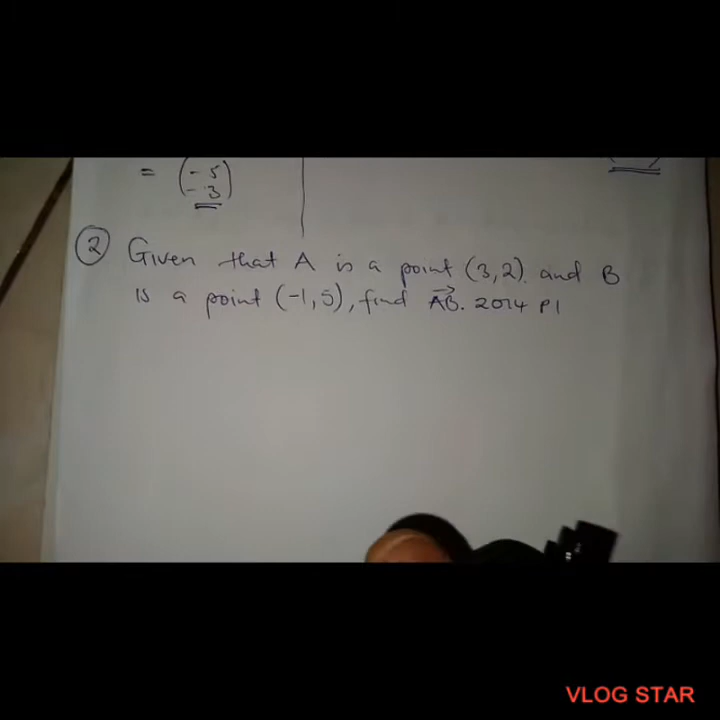 = (-5
-3)
② Given that A is a point (3,2). and B
is a point (-1,5), find AB. 2014 P1
VLOG STAR